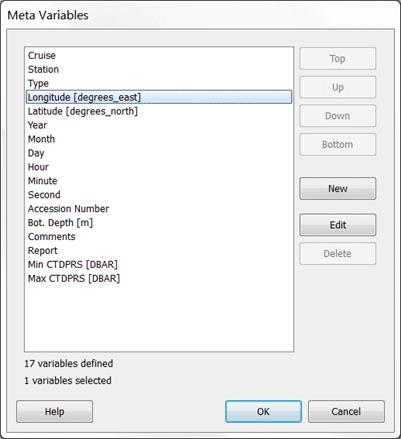 Meta Variables
Cruise
Station
Type
Longitude [degrees_east]
Latitude [degrees_north]
Year
Month
Day
Hour
Minute
Second
Accession Number
Bot. Depth [m]
Comments
Report
Min CTDPRS [DBAR]
Max CTDPRS [DBAR]
Top
Up
Down
Bottom
New
Edit
Delete
17 variables defined
1 variables selected
Help
OK
Cancel